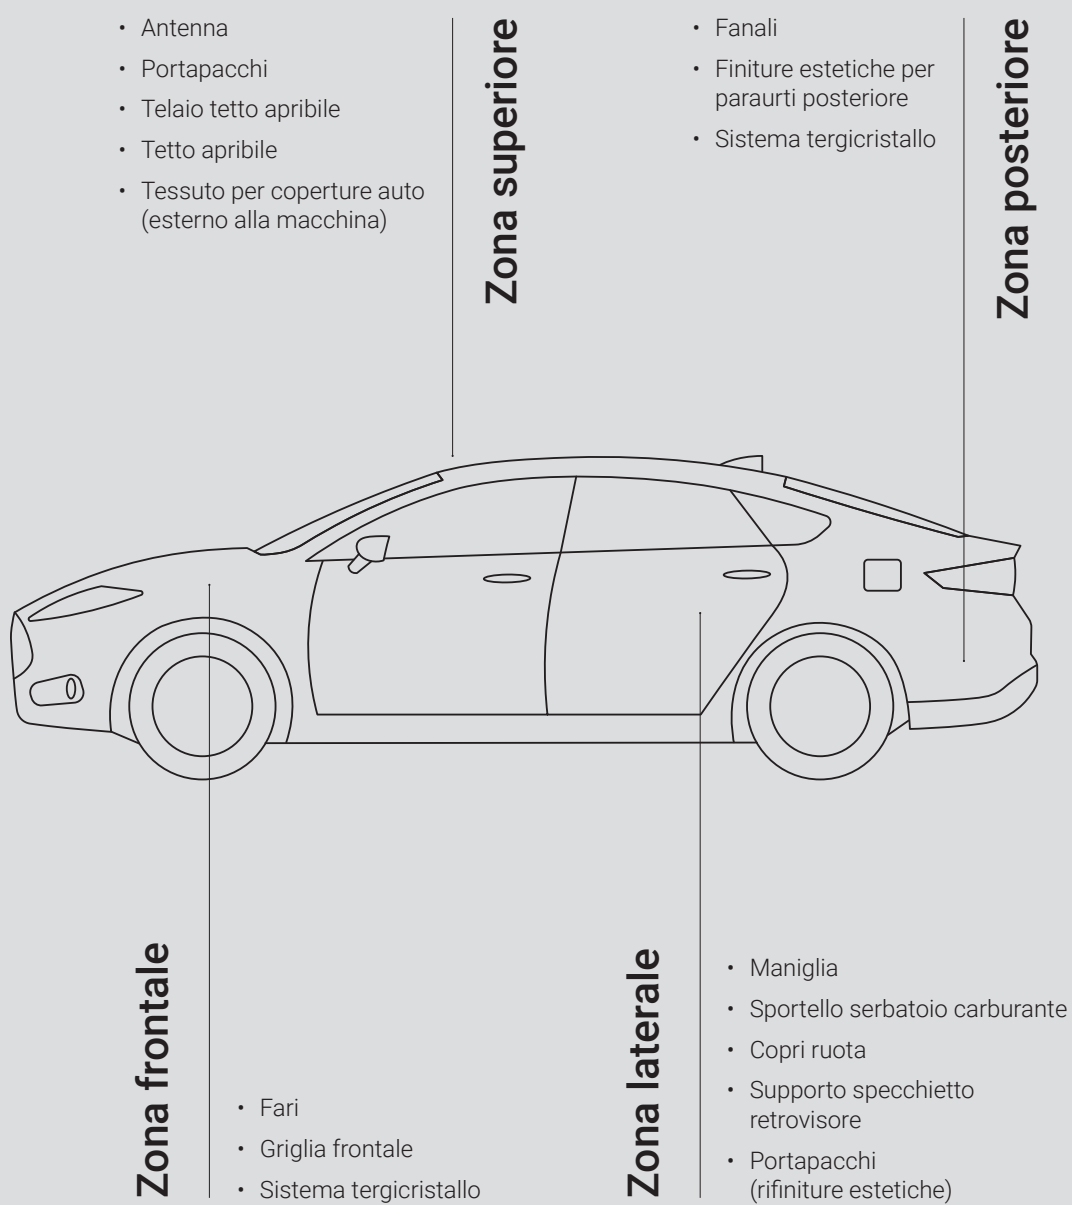 Zona superiore
• Antenna
• Portapacchi
• Telaio tetto apribile
• Tetto apribile
• Tessuto per coperture auto
(esterno alla macchina)
Zona posteriore
• Fanali
• Finiture estetiche per
paraurti posteriore
• Sistema tergicristallo
Zona frontale
• Fari
• Griglia frontale
• Sistema tergicristallo
Zona laterale
• Maniglia
• Sportello serbatoio carburante
• Copri ruota
• Supporto specchietto
retrovisore
• Portapacchi
(rifiniture estetiche)